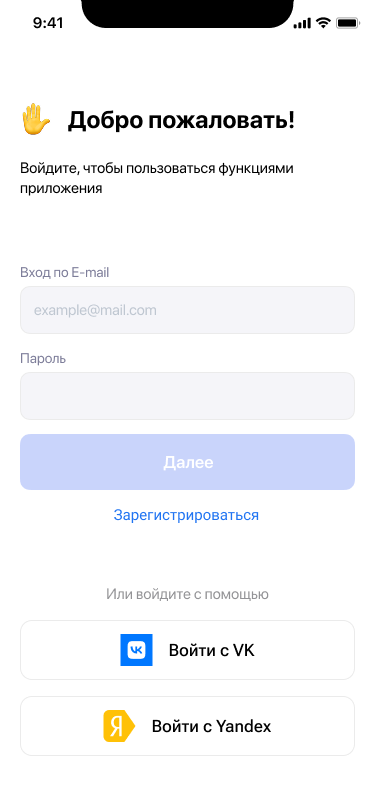 9:41
Добро пожаловать!
Войдите, чтобы пользоваться функциями
приложения
Вход по E-mail
example@mail.com
Пароль
Далее
Зарегистрироваться
Или войдите с помощью
Войти с VK
Я Войти с Yandex